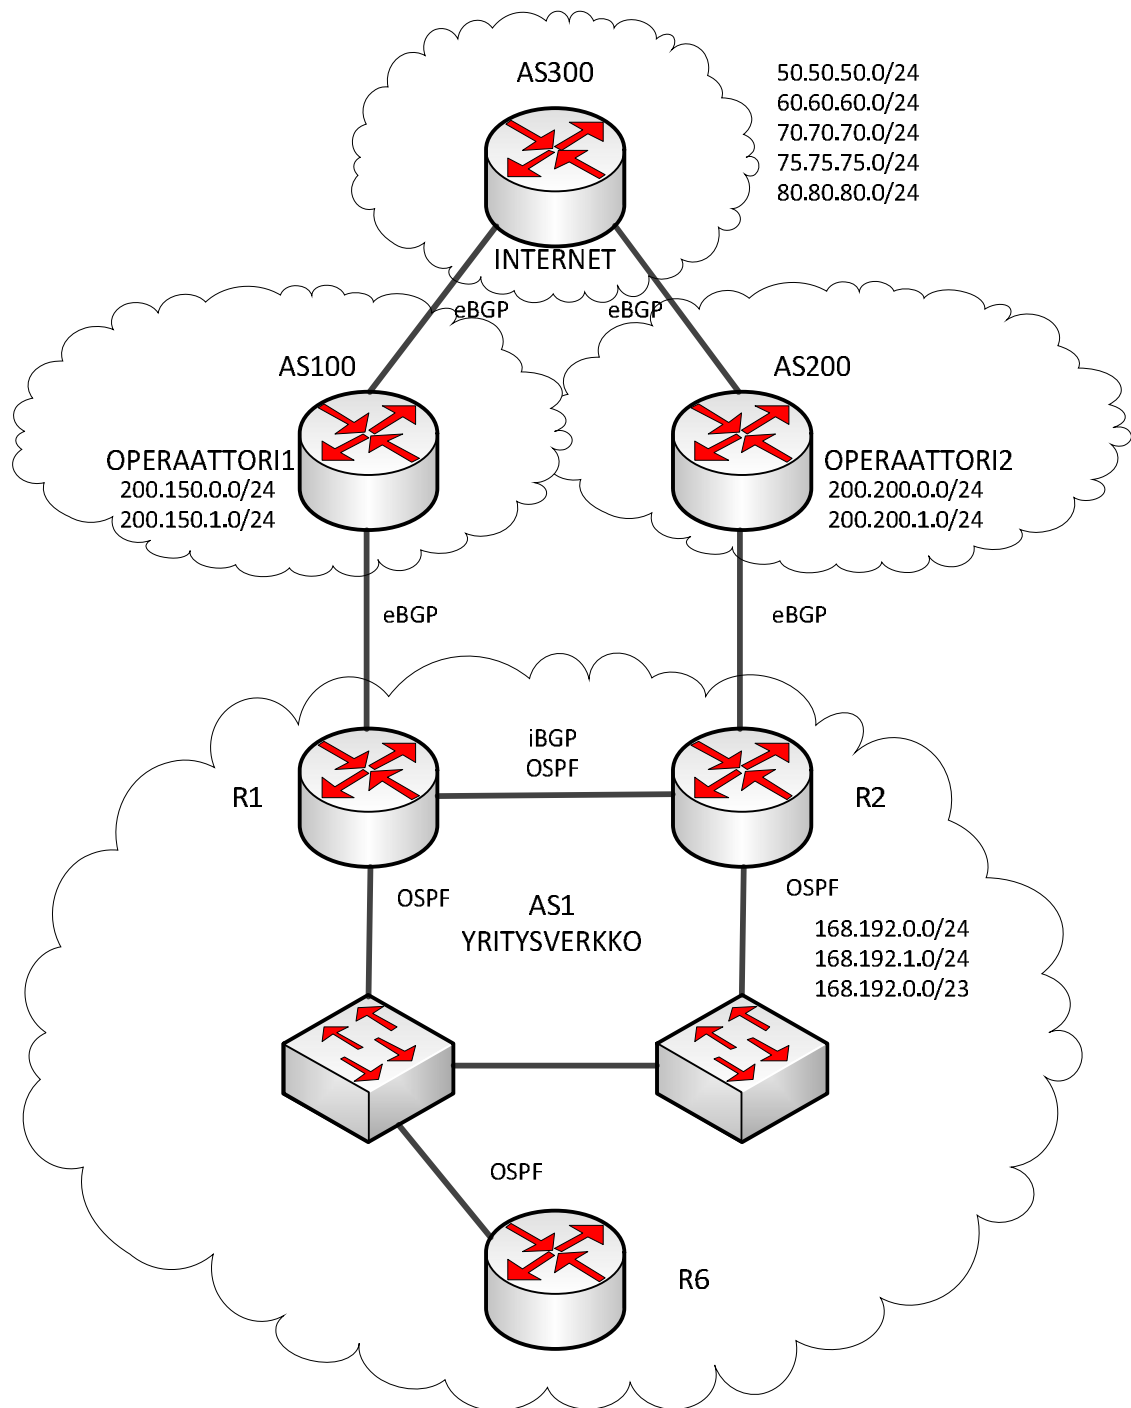 AS300
50.50.50.0/24
60.60.60.0/24
70.70.70.0/24
75.75.75.0/24
80.80.80.0/24
INTERNET
eBGP
eBGP
AS100
AS200
OPERAATTORI1
200.150.0.0/24
200.150.1.0/24
OPERAATTORI2
200.200.0.0/24
200.200.1.0/24
eBGP
eBGP
iBGP
OSPF
R1
R2
OSPF
OSPF
AS1
YRITYSVERKKO
168.192.0.0/24
168.192.1.0/24
168.192.0.0/23
OSPF
R6